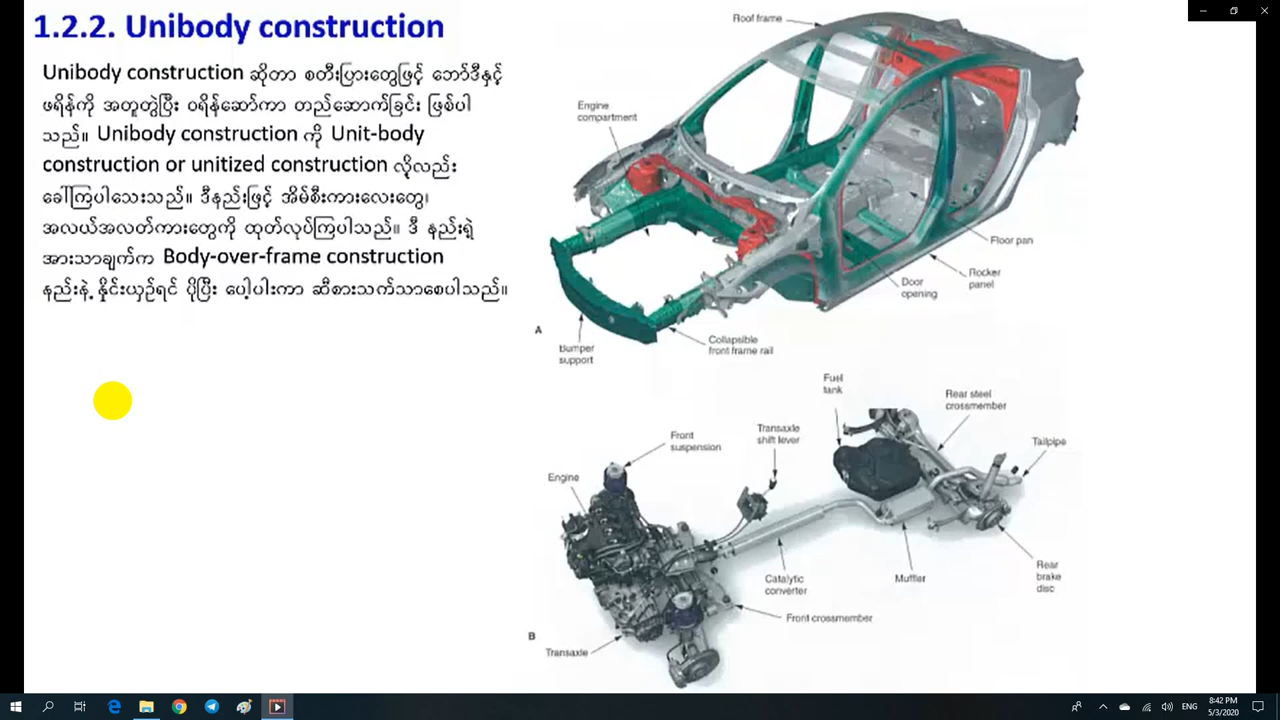 1.2.2. Unibody construction
Unibody construction ဆိုတာ စတီးပြားတွေဖြင့် ဘော်ဒီနှင့်
ဖရိန်ကို အတူတွဲပြီး ဝရိန်ဆော်ကာ တည်ဆောက်ခြင်း ဖြစ်ပါ
သည်။ Unibody construction ကို Unit-body
construction or unitized construction လို့လည်း
ခေါ်ကြပါသေးသည်။ ဒီနည်းဖြင့် အိမ်စီးကားလေးတွေ၊
အလယ်အလတ်ကားတွေကို ထုတ်လုပ်ကြပါသည်။ ဒီ နည်းရဲ့
အားသာချက်က Body-over-frame construction
နည်းနဲ့ နှိုင်းယှဉ်ရင် ပိုပြီး ပေါ့ပါးကာ ဆီစားသက်သာစေပါသည်။
Roof frame
Engine
compartment
Floor pan
Rocker
panel
Door
opening
A
Collapsible
front frame rail
Bumper
support
Fuel
tank
Rear steel
crossmember
Transaxle
shift lever
Front
suspension
Tailpipe
Engine
Catalytic
converter
Muffler
Rear
brake
disc
Front crossmember
B
Transaxle
ENG
8:42 PM
5/3/2020